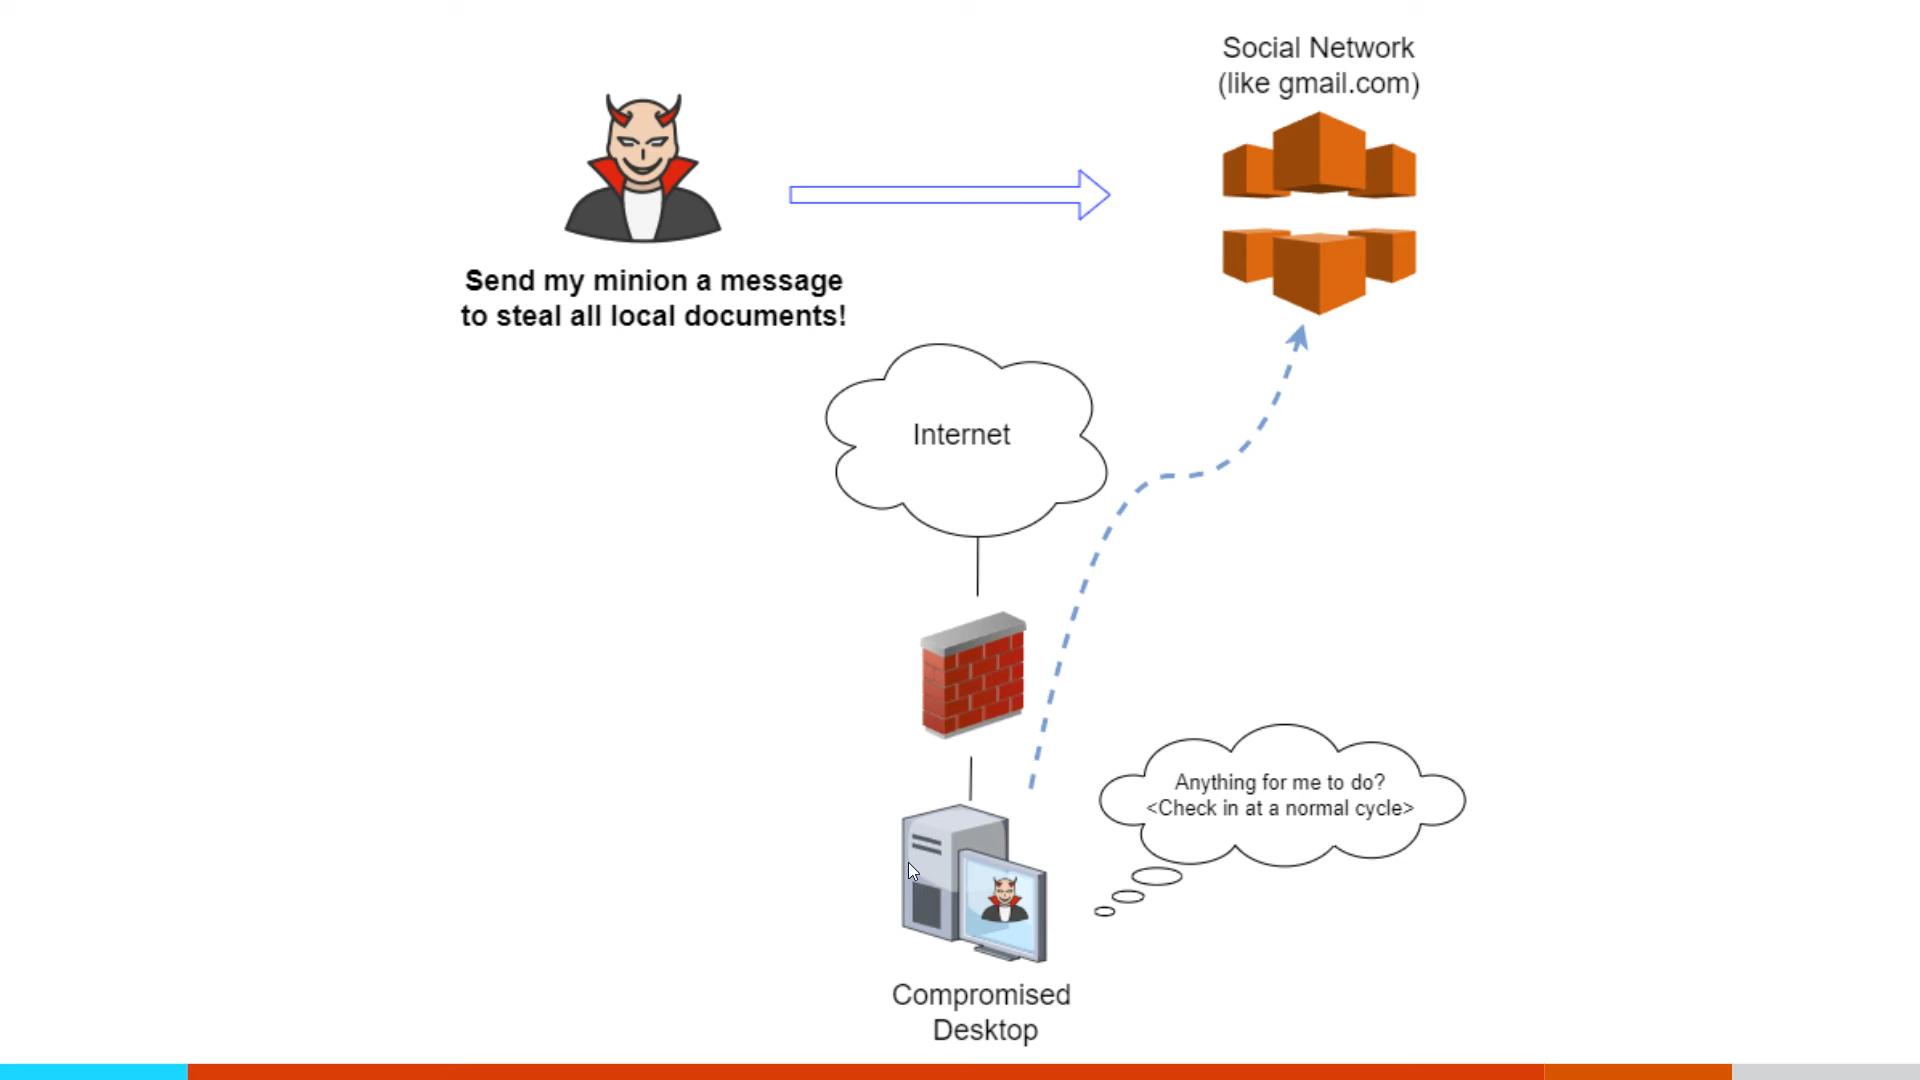 Social Network
(like gmail.com)
Send my minion a message
to steal all local documents!
Internet
Anything for me to do?
<Check in at a normal cycle>
Compromised
Desktop